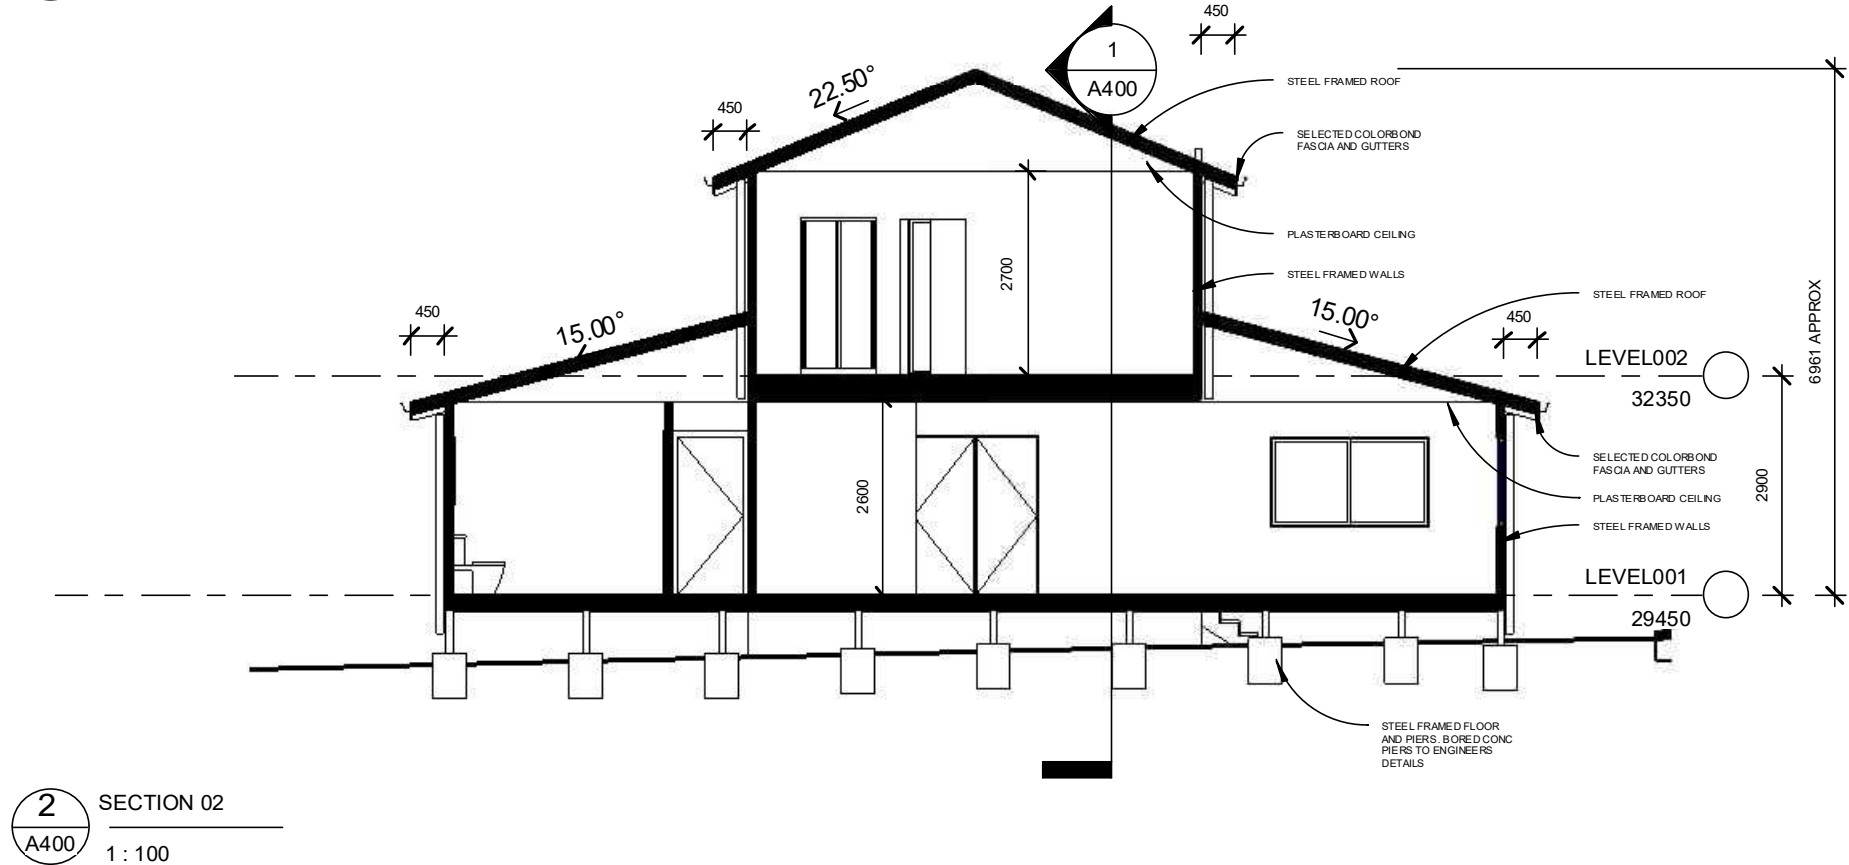 450
1
A400
22.50°
STEEL FRAMED ROOF
450
SELECTED COLORBOND
FASCIA AND GUTTERS
PLASTERBOARD CEILING
2700
STEEL FRAMED WALLS
STEEL FRAMED ROOF
450
15.00°
15.00°
450
6961 APPROX
LEVEL002
32350
SELECTED COLORBOND
FASCIA AND GUTTERS
2600
2900
PLASTERBOARD CEILING
STEEL FRAMED WALLS
LEVEL001
29450
STEEL FRAMED FLOOR
AND PIERS. BORED CONC
PIERS TO ENGINEERS
DETAILS
2
A400
SECTION 02
1 : 100